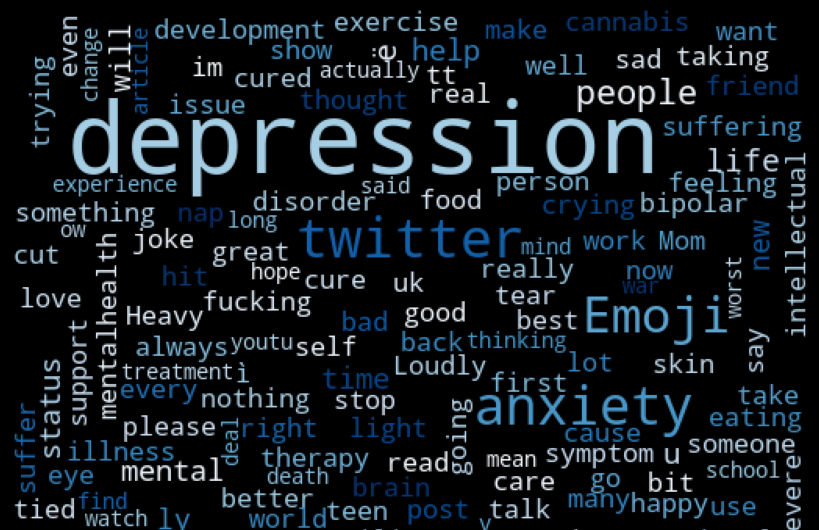 development exercise make cannabis want
even change will article show :e help
im cured actually tt well sad taking
trying issue thought real people friend
depression suffering
life
experience said person feeling
something nap long disorder food crying bipolar intellectual
ow twitter mind work Mom new
cut joke great
mentalhealth hit hope cure uk really now worst
love fucking tear war
Heavy bad good best Emoji say
support always youtu self back thinking
treatment ì Loudly lot skin
status every nothing time stop first anxiety take
please deal right light going cause eating
suffer illness therapy read mean symptom u someone
eye mental death brain care go bit school severe
tied find better teen post talk many happy use
watch ly world y